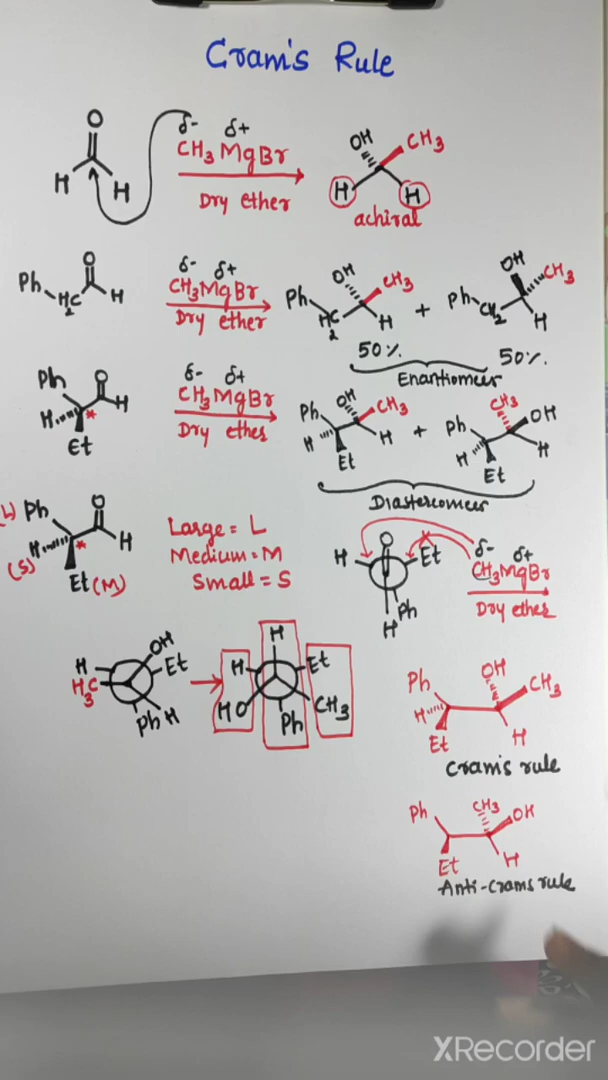 Cram's Rule
O
H H
δ- δ+
CH3 MgBr
Dry ether
OH
CH3
H H
achiral
O
Ph H2C H
δ- δ+
CH3MgBr
Dry ether
OH
Ph CH3
H2C H
50%
+
OH
CH3
Ph CH2
H
50%.
Enantiomers
Ph O
H * H
Et
δ- δ+
CH3MgBr
Dry ether
Ph OH CH3
H H
Et
+
CH3
Ph OH
H H
Et
Diastereomers
(L) Ph O
H * H
(S) Et (M)
Large = L
Medium = M
Small = S
O
H Et
Ph
H
δ- δ+
CH3MgBr
Dry ether
OH
H Et
H3C
Ph H
H
H Et
HO CH3
Ph
Ph OH CH3
H
Et H
Cram's rule
Ph CH3 OH
Et H
Anti-Crams rule
XRecorder